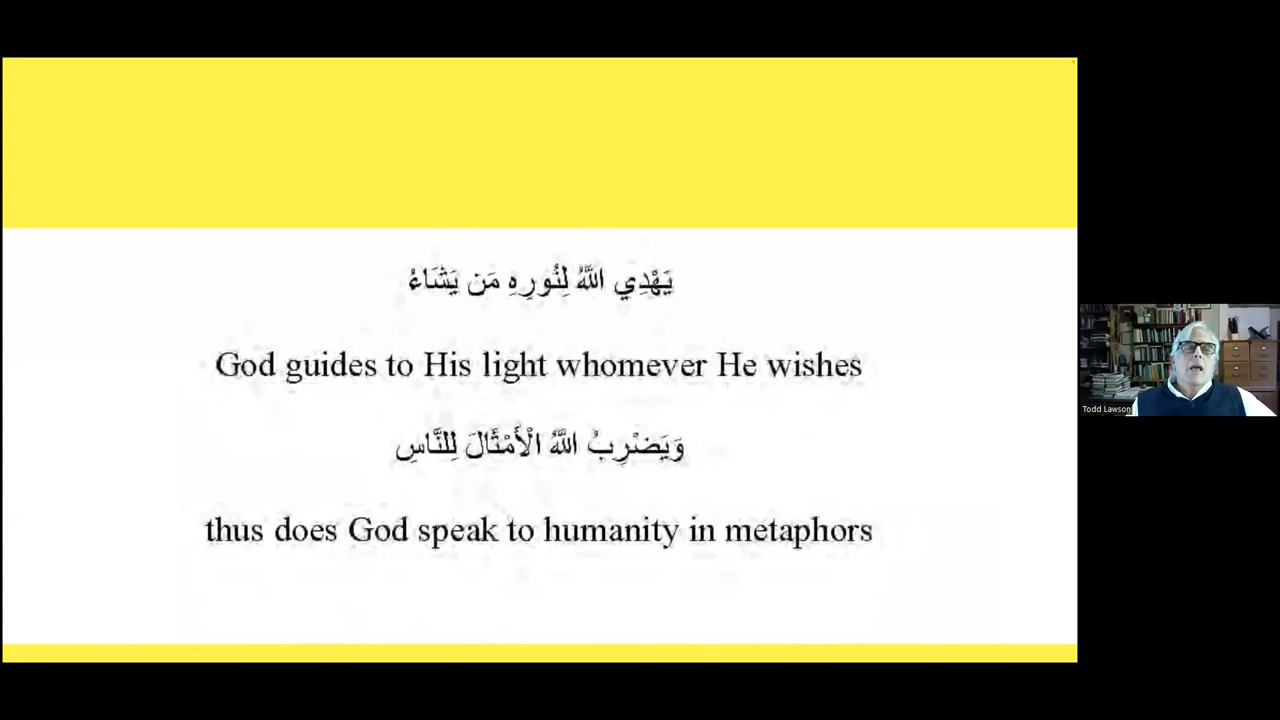 يَهْدِي اللَّهُ لِنُورِهِ مَن يَشَاءُ
God guides to His light whomever He wishes
وَيَضْرِبُ اللَّهُ الْأَمْثَالَ لِلنَّاسِ
thus does God speak to humanity in metaphors
Todd Lawson